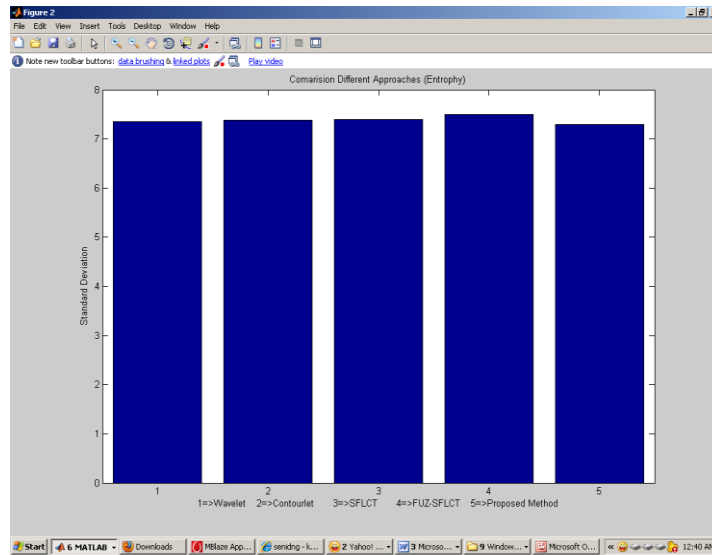 Figure 2
File Edit View Insert Tools Desktop Window Help
Note new toolbar buttons: data brushing & linked plots Play video
Comarision Different Approaches (Entrophy)
8
7
6
5
4
3
2
1
0
Standard Deviation
1 2 3 4 5
1=>Wavelet 2=>Contourlet 3=>SFLCT 4=>FUZ-SFLCT 5=>Proposed Method
Start 6 MATLAB Downloads MBlaze App... senidng - k... 2 Yahoo! ... 3 Microso... 9 Window... Microsoft O... 12:40 AM